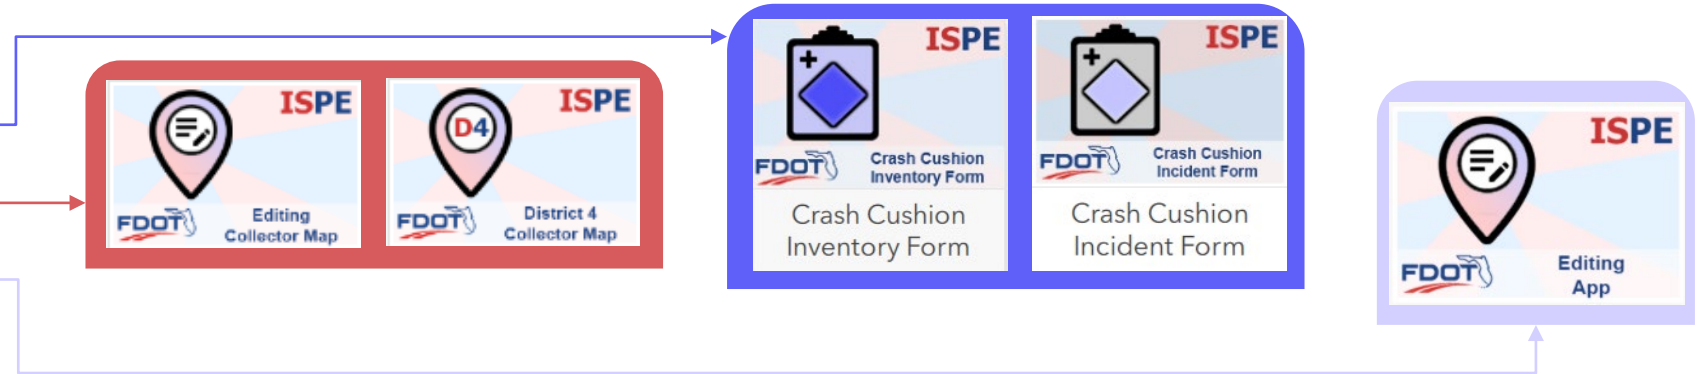 ISPE
FDOT
Editing
Collector Map
ISPE
D4
FDOT
District 4
Collector Map
ISPE
FDOT
Crash Cushion
Inventory Form
Crash Cushion
Inventory Form
ISPE
FDOT
Crash Cushion
Incident Form
Crash Cushion
Incident Form
ISPE
FDOT
Editing
App